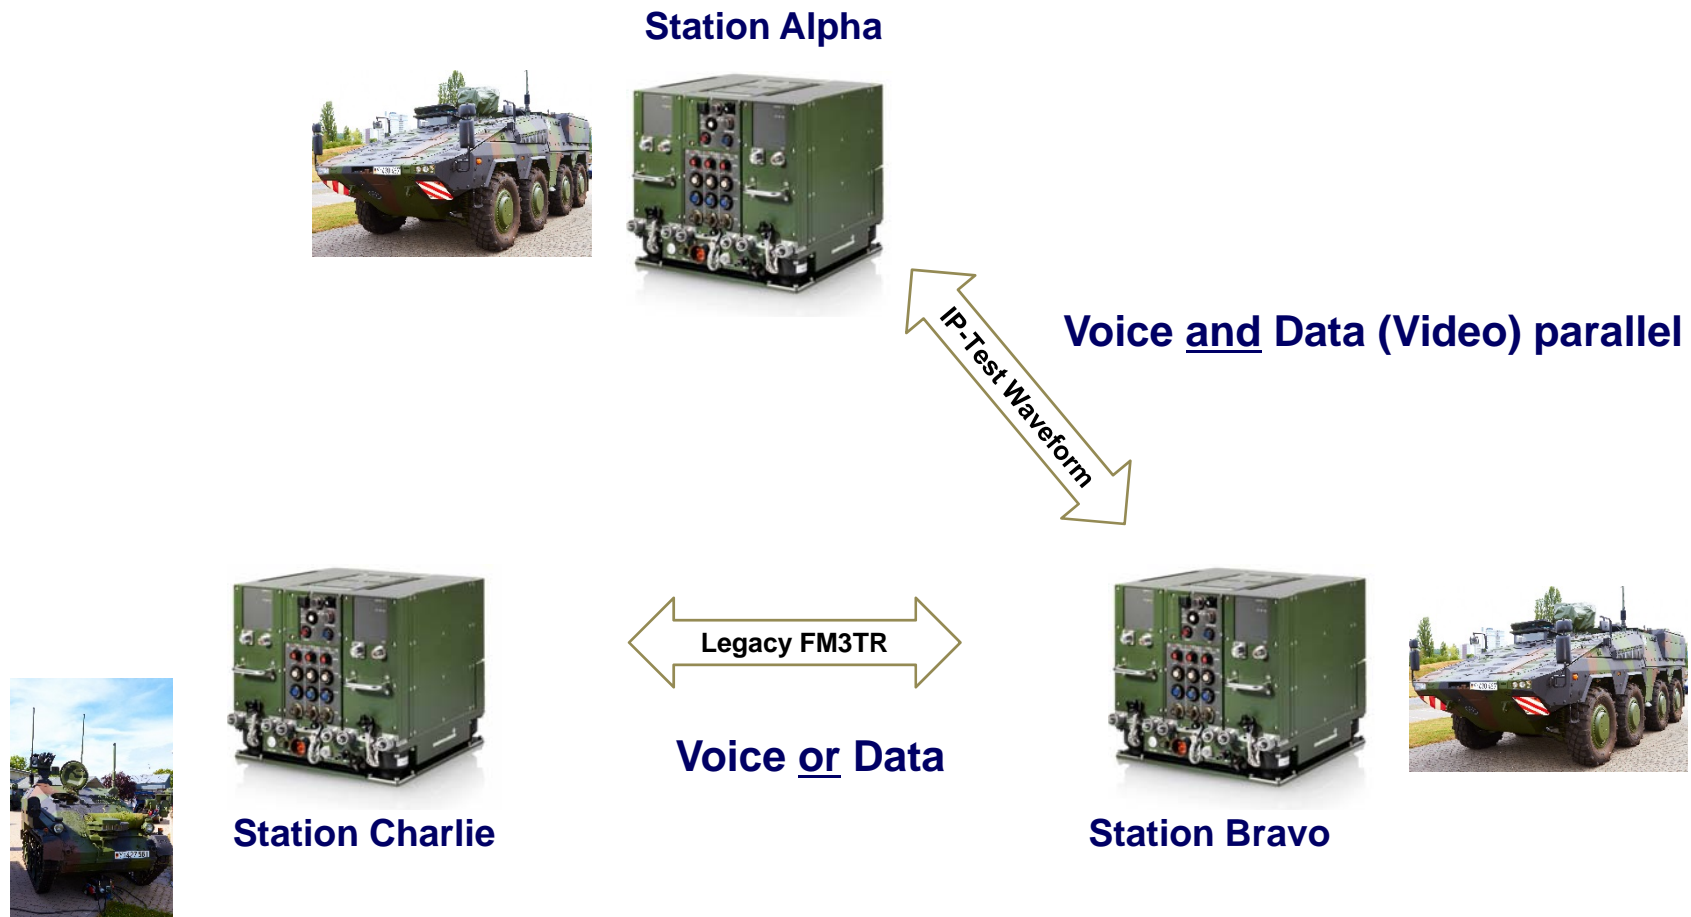 Station Alpha
IP-Test Waveform
Voice and Data (Video) parallel
Legacy FM3TR
Voice or Data
Station Charlie
Station Bravo